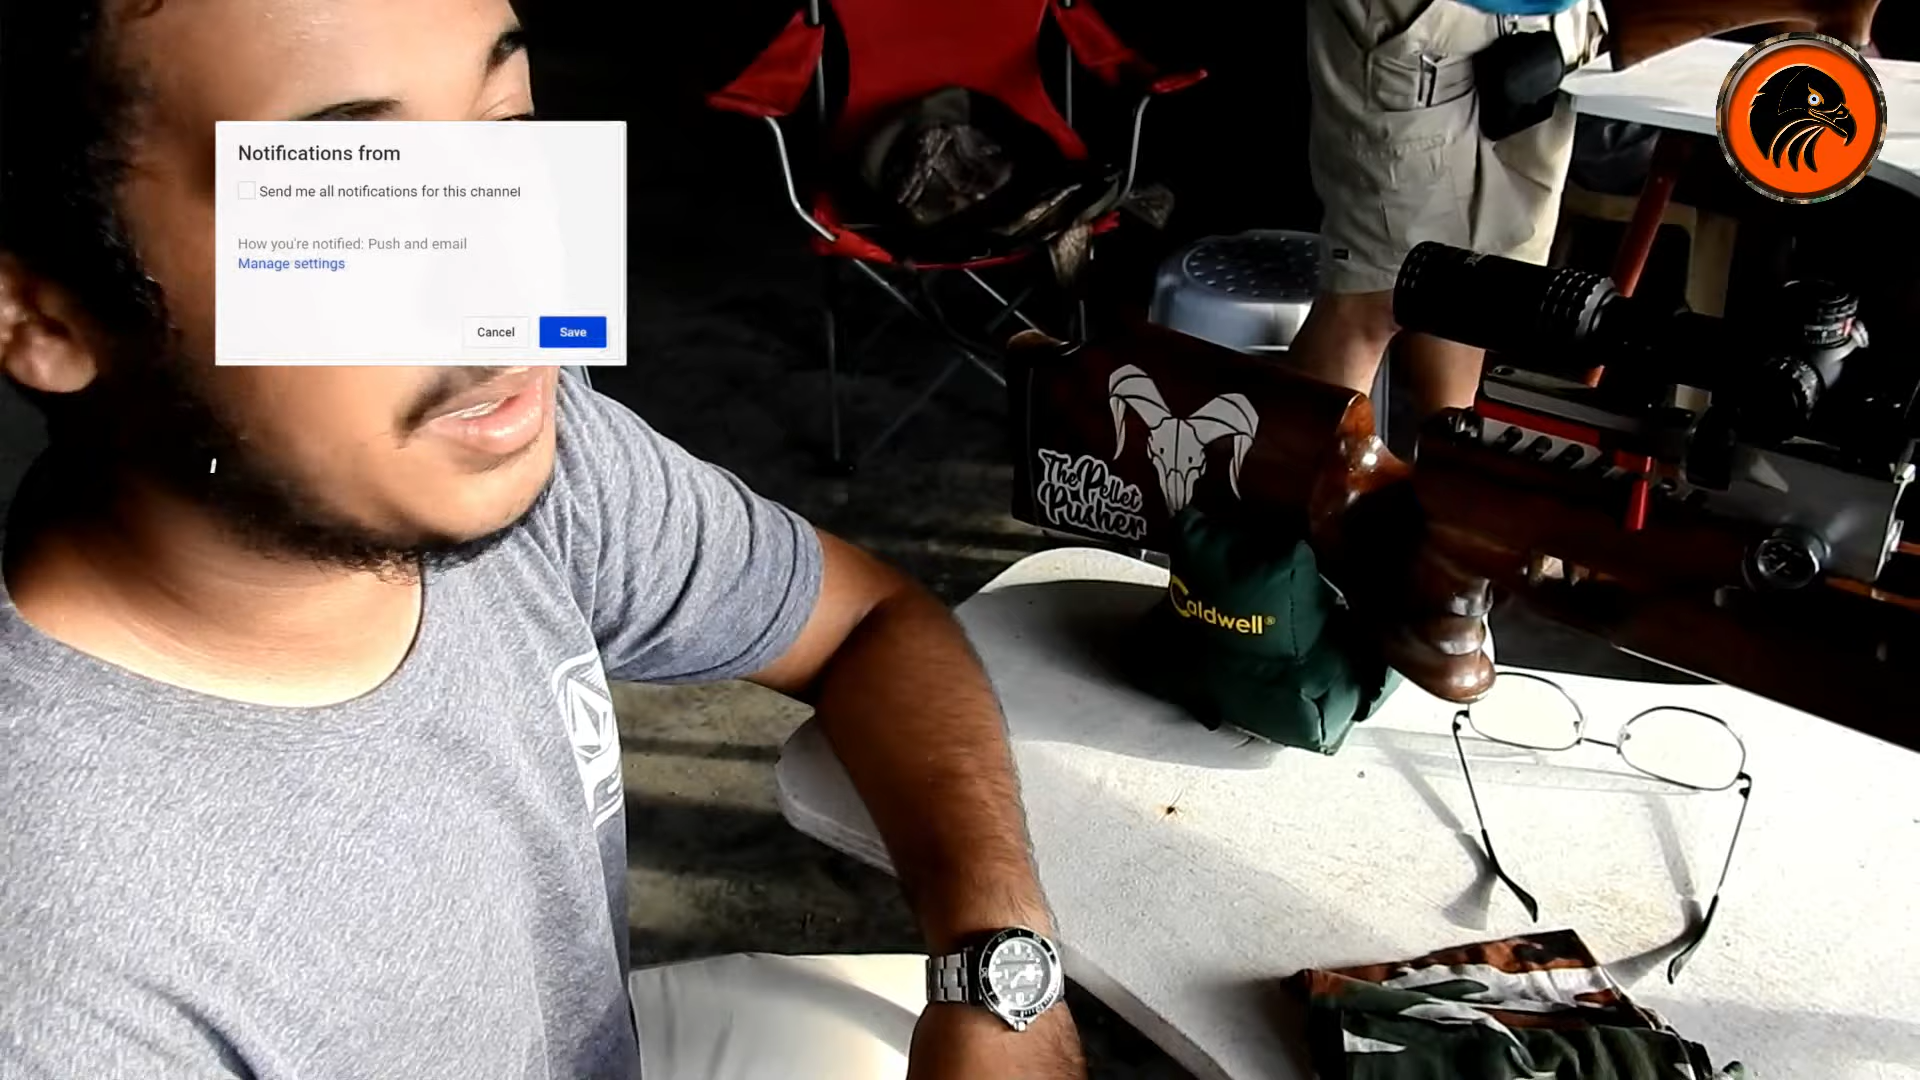 Notifications from
Send me all notifications for this channel
How you're notified: Push and email
Manage settings
Cancel
Save
The Pellet
Pusher
Caldwell®